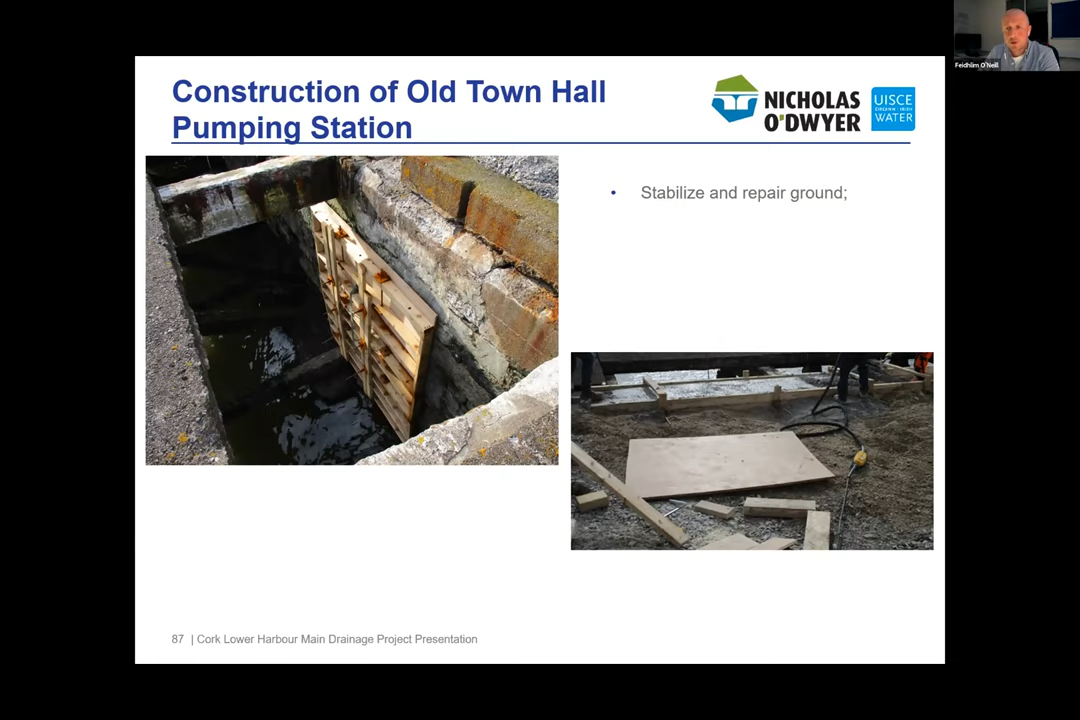 Feidhlim O'Neill
Construction of Old Town Hall
Pumping Station
NICHOLAS
O'DWYER
UISCE
ÉIREANN : IRISH
WATER
• Stabilize and repair ground;
87 | Cork Lower Harbour Main Drainage Project Presentation